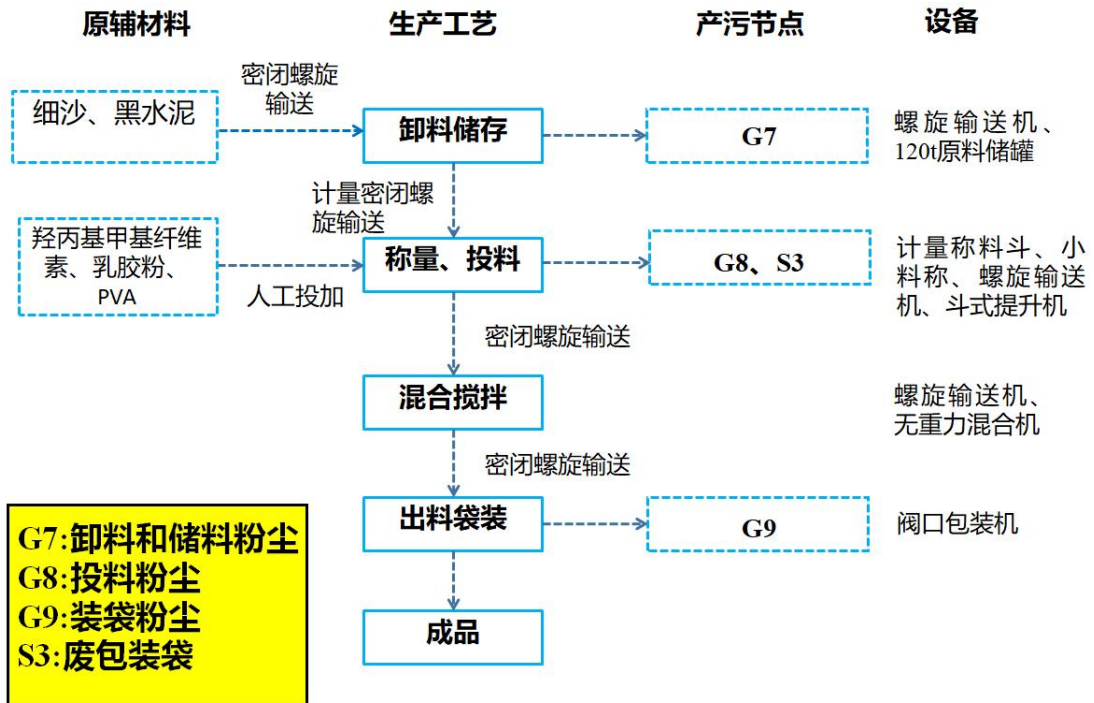 原辅材料
生产工艺
产污节点
设备
密闭螺旋
输送
细沙、黑水泥
卸料储存
G7
螺旋输送机、
120t原料储罐
计量密闭螺
旋输送
羟丙基甲基纤维
素、乳胶粉、
PVA
人工投加
称量、投料
G8、S3
计量称料斗、小
料称、螺旋输送
机、斗式提升机
密闭螺旋输送
混合搅拌
螺旋输送机、
无重力混合机
密闭螺旋输送
出料袋装
G9
阀口包装机
成品
G7:卸料和储料粉尘
G8:投料粉尘
G9:装袋粉尘
S3:废包装袋